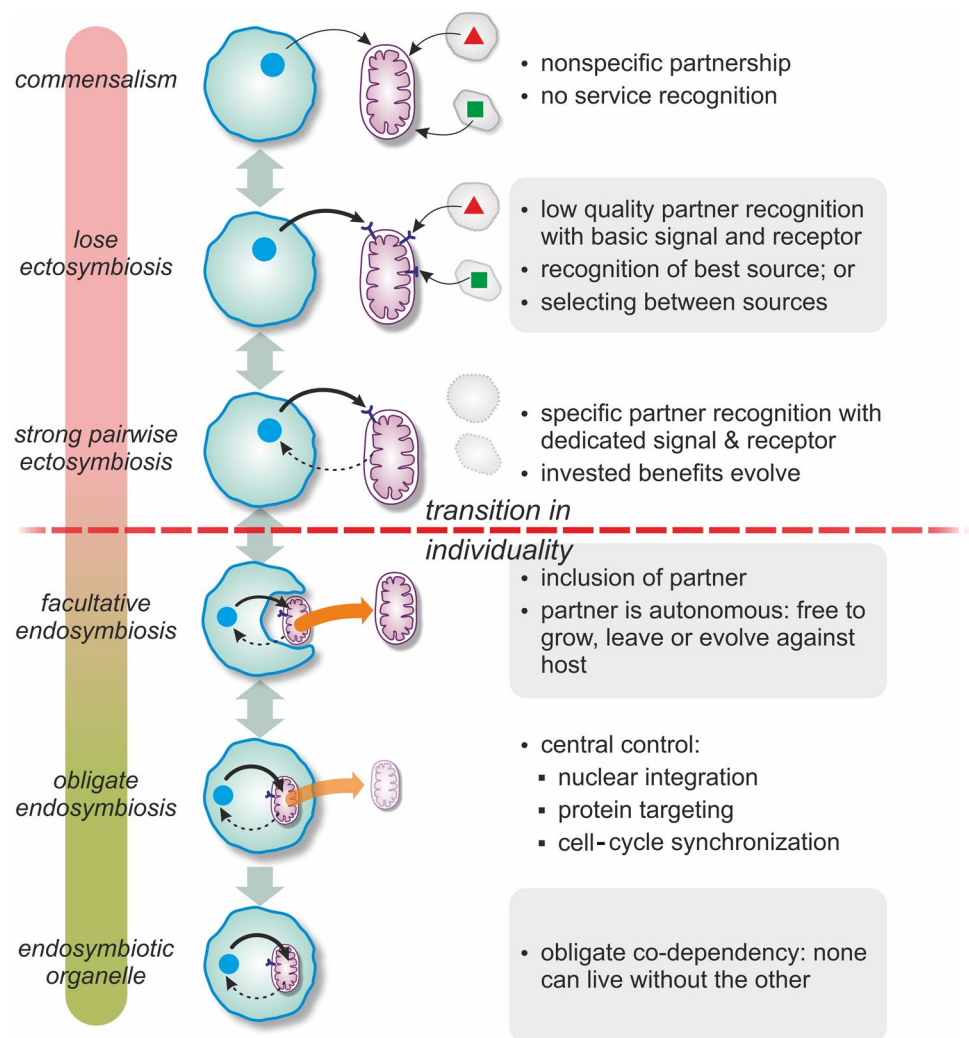 commensalism
• nonspecific partnership
• no service recognition
lose
ectosymbiosis
• low quality partner recognition
with basic signal and receptor
• recognition of best source; or
• selecting between sources
strong pairwise
ectosymbiosis
• specific partner recognition with
dedicated signal & receptor
• invested benefits evolve
transition in
individuality
facultative
endosymbiosis
• inclusion of partner
• partner is autonomous: free to
grow, leave or evolve against
host
obligate
endosymbiosis
• central control:
▪ nuclear integration
▪ protein targeting
▪ cell-cycle synchronization
endosymbiotic
organelle
• obligate co-dependency: none
can live without the other